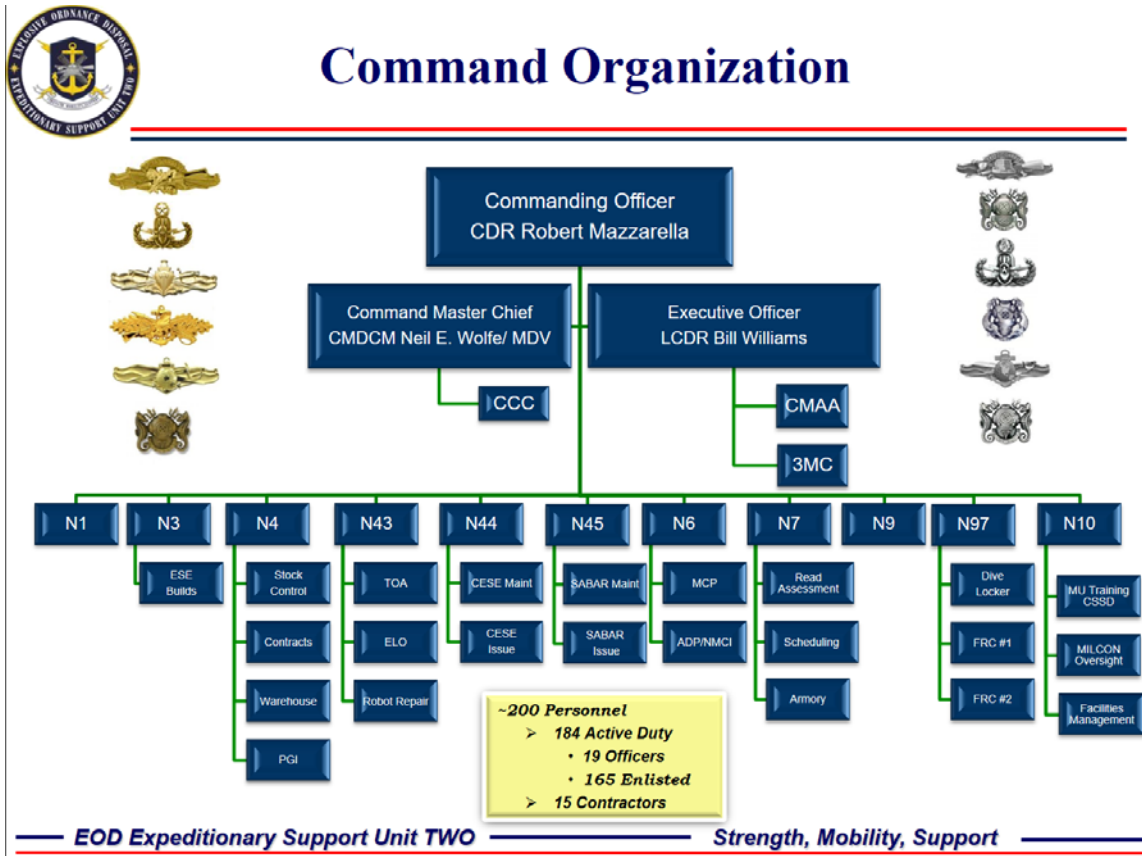 EXPLOSIVE ORDNANCE DISPOSAL
EXPEDITIONARY SUPPORT UNIT TWO
Command Organization
Commanding Officer
CDR Robert Mazzarella
Command Master Chief
CMDCM Neil E. Wolfe/ MDV
Executive Officer
LCDR Bill Williams
CCC
CMAA
3MC
N1
N3
N4
N43
N44
N45
N6
N7
N9
N97
N10
ESE
Builds
Stock
Control
Contracts
Warehouse
PGI
TOA
ELO
Robot Repair
CESE Maint
CESE
Issue
SABAR Maint
SABAR
Issue
MCP
ADP/NMCI
Read
Assessment
Scheduling
Armory
Dive
Locker
FRC #1
FRC #2
MU Training
CSSD
MILCON
Oversight
Facilities
Management
~200 Personnel
➢ 184 Active Duty
• 19 Officers
• 165 Enlisted
➢ 15 Contractors
EOD Expeditionary Support Unit TWO
Strength, Mobility, Support